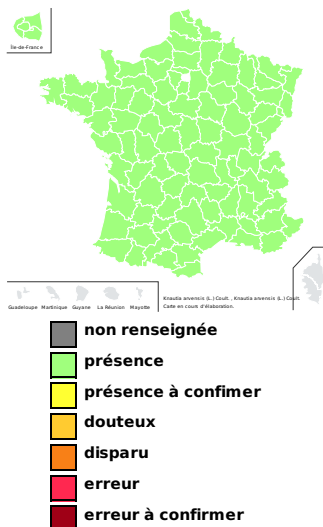 Île-de-France
Guadeloupe Martinique Guyane La Réunion Mayotte
Knautia arvensis (L.) Coult. , Knautia arvensis (L.) Coult.
Carte en cours d'élaboration.
non renseignée
présence
présence à confimer
douteux
disparu
erreur
erreur à confirmer